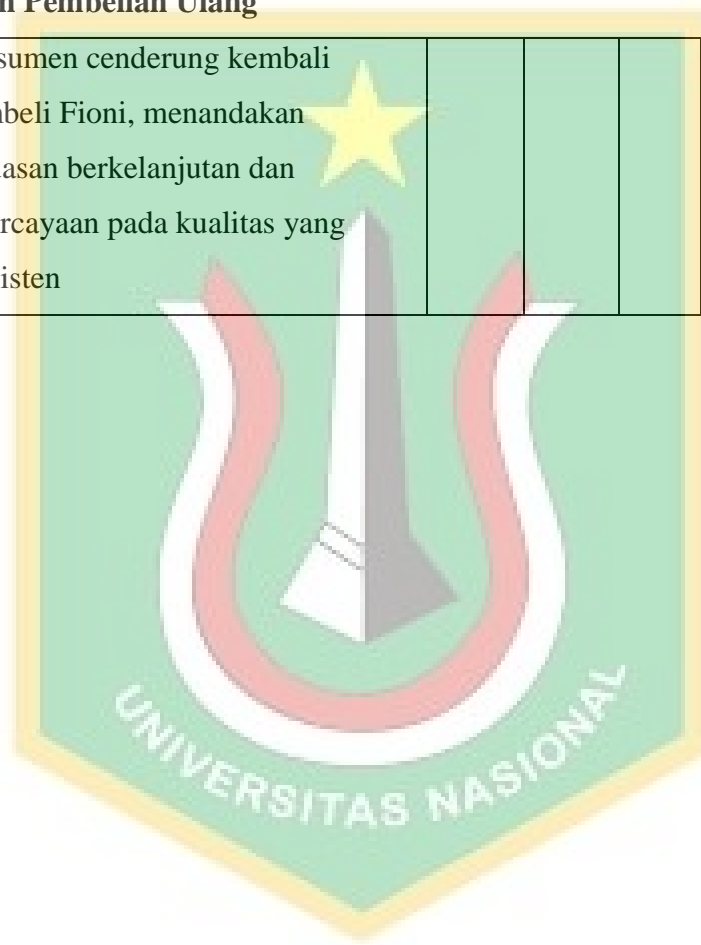 Pembelian Ulang
sumen cenderung kembali
beli Fioni, menandakan
asan berkelanjutan dan
rcayaan pada kualitas yang
isten
UNIVERSITAS NASIONAL